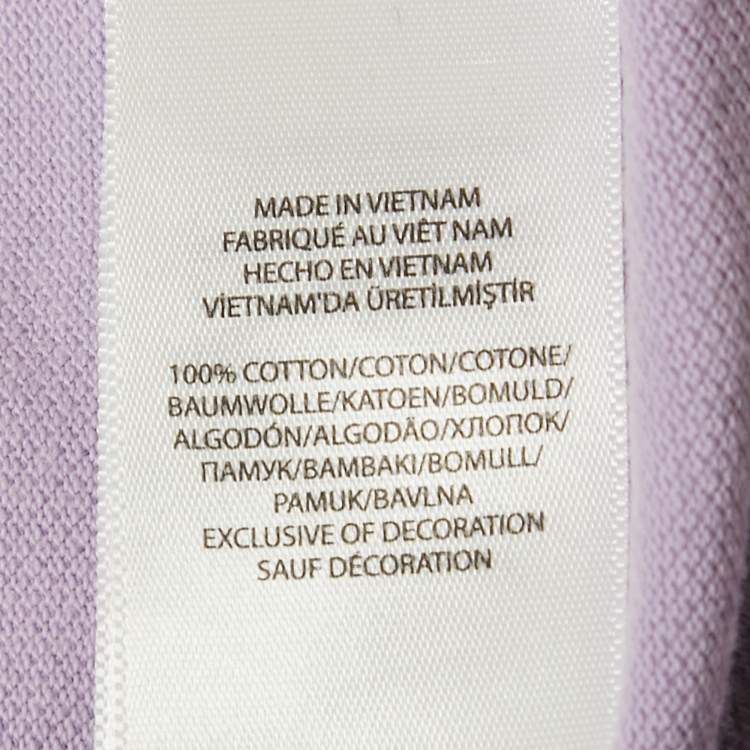 MADE IN VIETNAM
FABRIQUÉ AU VIÊT NAM
HECHO EN VIETNAM
VİETNAM'DA ÜRETİLMİŞTİR
100% COTTON/COTON/COTONE/
BAUMWOLLE/KATOEN/BOMULD/
ALGODÓN/ALGODÃO/ХЛОПОК/
ПАМУК/BAMBAKI/BOMULL/
PAMUK/BAVLNA
EXCLUSIVE OF DECORATION
SAUF DÉCORATION